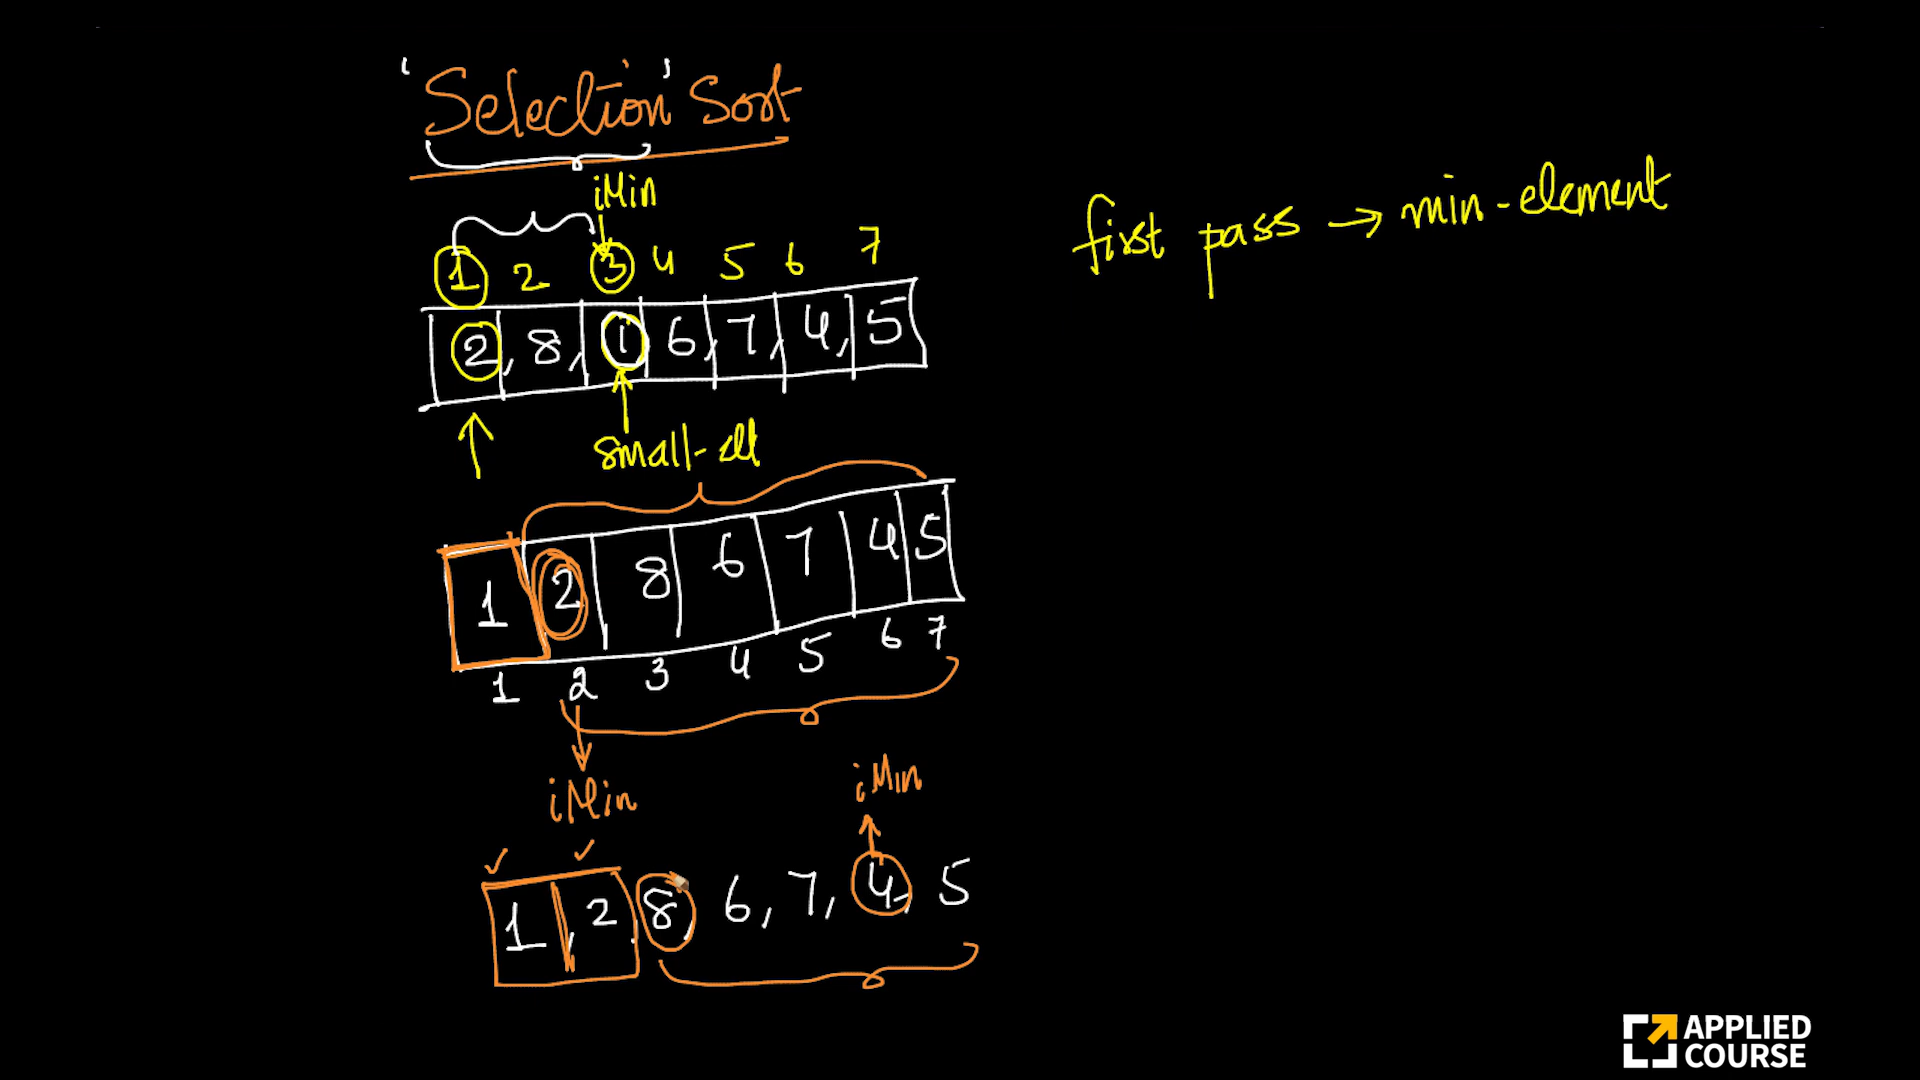 'Selection' Sort
iMin
1 2 3 4 5 6 7
2, 8, 1 6, 7, 4, 5
small-ell
first pass → min-element
1 2 8 6 7 4 5
1 2 3 4 5 6 7
iMin
iMin
1, 2, 8, 6, 7, 4, 5
APPLIED
COURSE